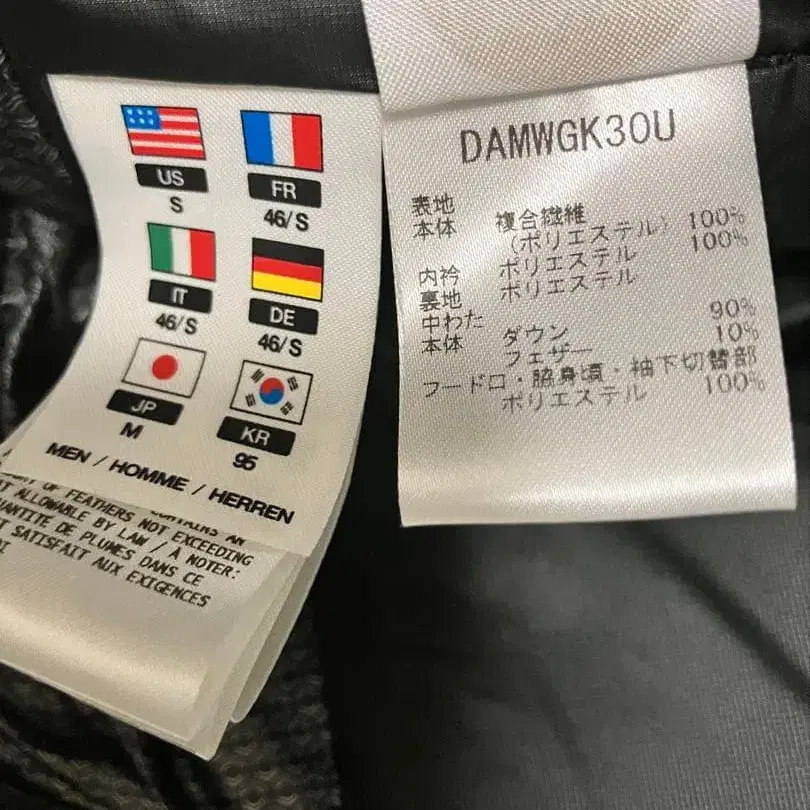 US
FR
S
46/S
IT
DE
46/S
46/S
JP
KR
M
95
MEN / HOMME / HERREN
CONTAINS AN
OF FEATHERS NOT EXCEEDING
ALLOWABLE BY LAW / À NOTER:
QUANTITE DE PLUMES DANS CE
SATISFAIT AUX EXIGENCES
DAMWGK30U
表地
本体 複合繊維
(ポリエステル) 100%
ポリエステル 100%
内衿 ポリエステル
裏地
中わた 90%
本体 ダウン 10%
フェザー
フードロ・脇身頃・袖下切替部
ポリエステル 100%